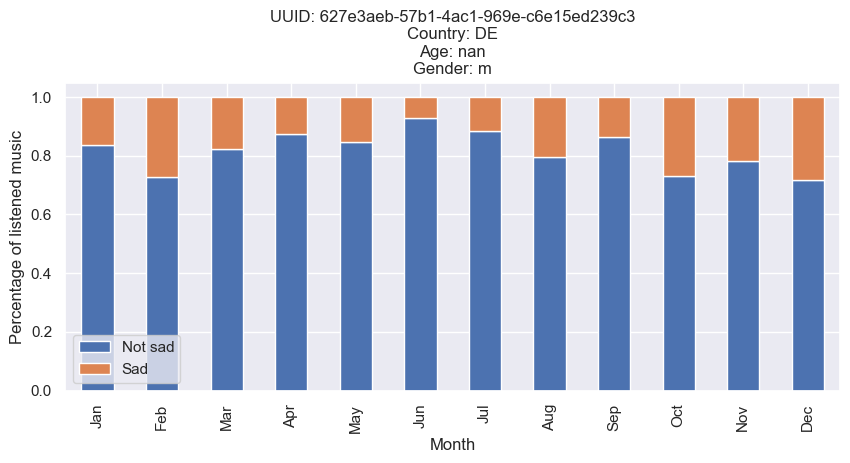 UUID: 627e3aeb-57b1-4ac1-969e-c6e15ed239c3
Country: DE
Age: nan
Gender: m
Percentage of listened music
1.0
0.8
0.6
0.4
0.2
0.0
Not sad
Sad
Jan
Feb
Mar
Apr
May
Jun
Jul
Aug
Sep
Oct
Nov
Dec
Month